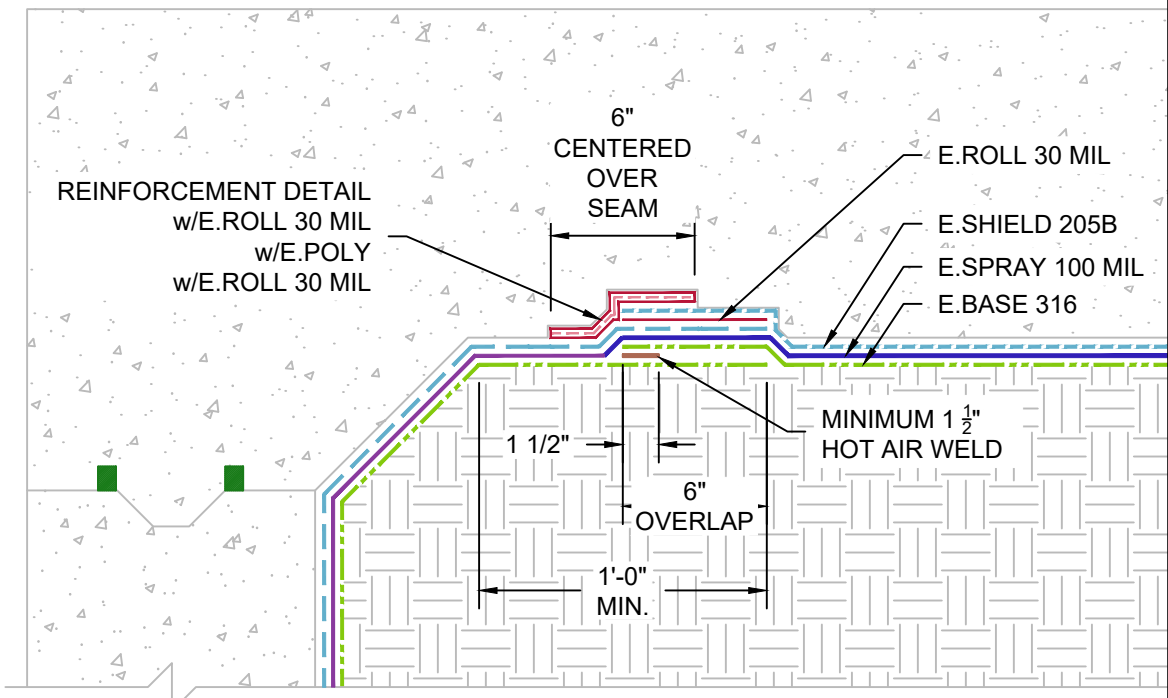 6"
CENTERED
OVER
SEAM
REINFORCEMENT DETAIL
w/E.ROLL 30 MIL
w/E.POLY
w/E.ROLL 30 MIL
E.ROLL 30 MIL
E.SHIELD 205B
E.SPRAY 100 MIL
E.BASE 316
MINIMUM 1 1/2"
HOT AIR WELD
1 1/2"
6"
OVERLAP
1'-0"
MIN.